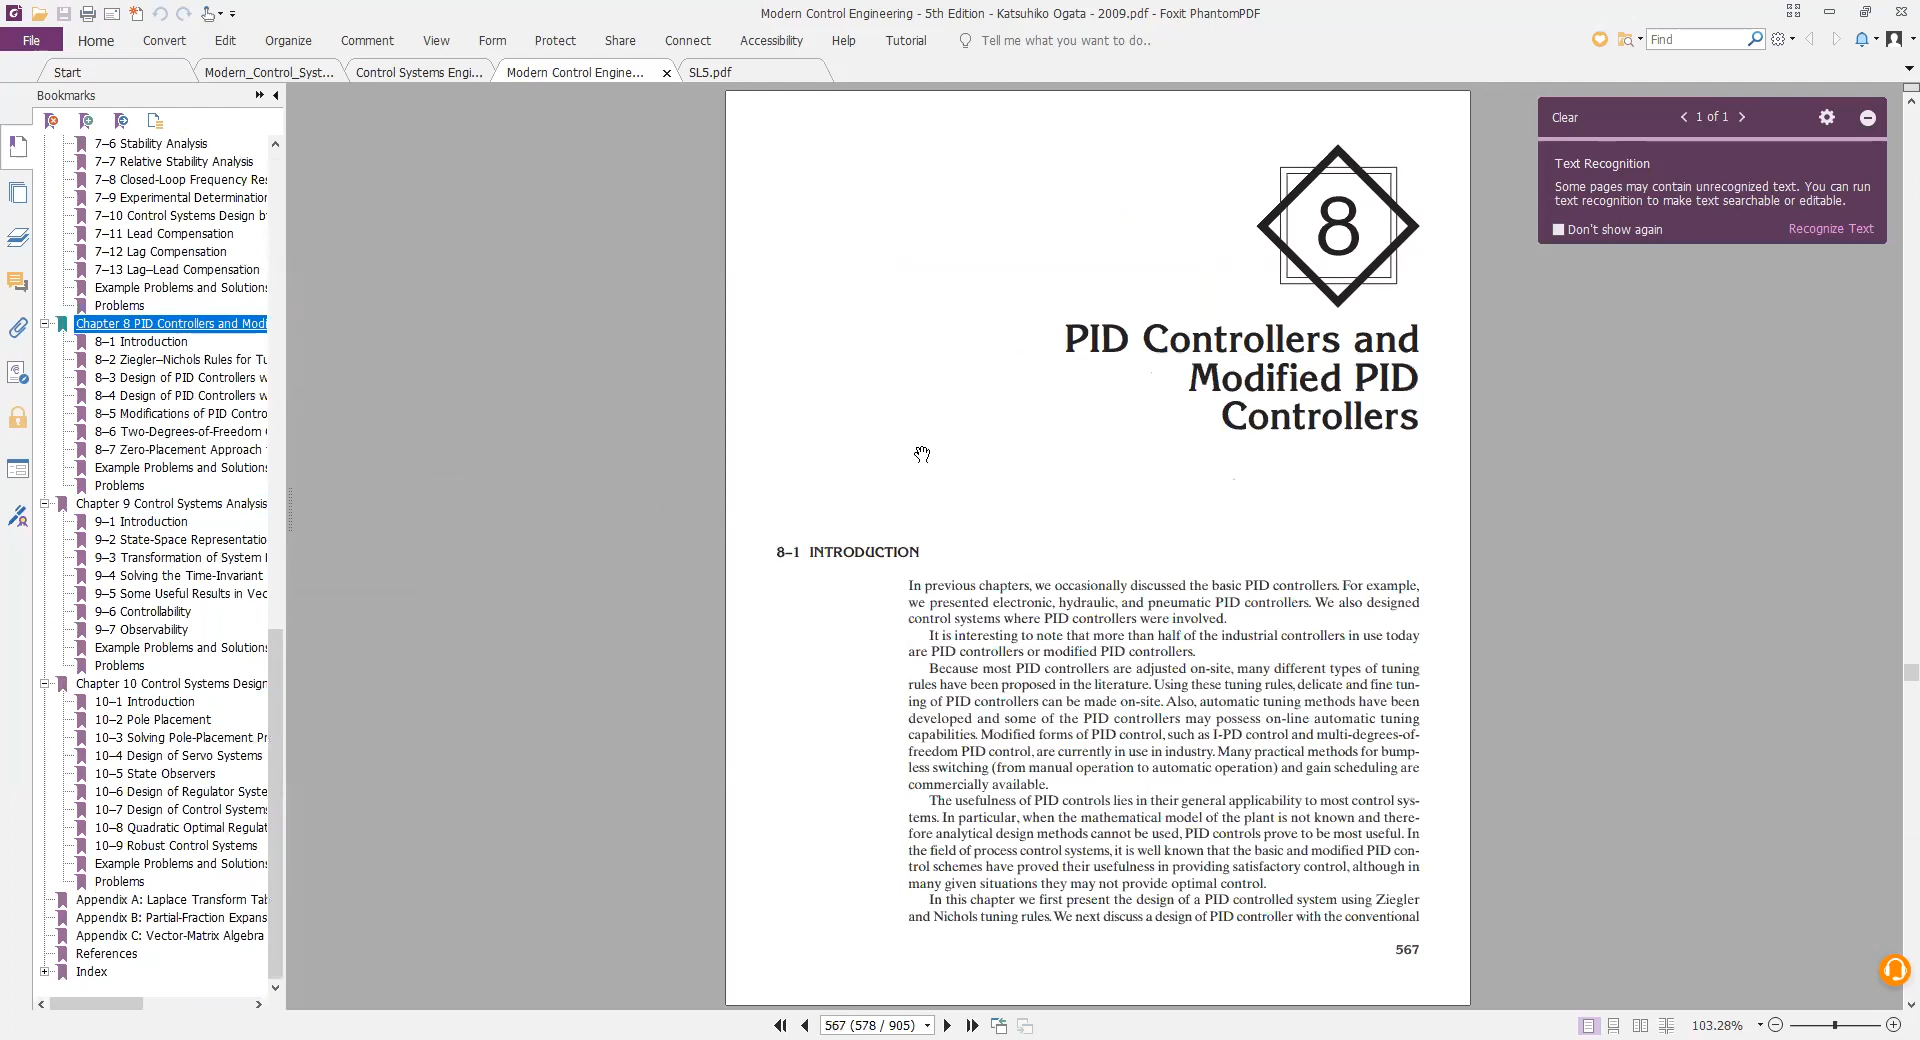 Modern Control Engineering - 5th Edition - Katsuhiko Ogata - 2009.pdf - Foxit PhantomPDF
File Home Convert Edit Organize Comment View Form Protect Share Connect Accessibility Help Tutorial Tell me what you want to do.. Find
Start Modern_Control_Syst... Control Systems Engi... Modern Control Engine... SL5.pdf
Bookmarks
7–6 Stability Analysis
7–7 Relative Stability Analysis
7–8 Closed-Loop Frequency Res
7–9 Experimental Determination
7–10 Control Systems Design b
7–11 Lead Compensation
7–12 Lag Compensation
7–13 Lag–Lead Compensation
Example Problems and Solutions
Problems
Chapter 8 PID Controllers and Modi
8–1 Introduction
8–2 Ziegler–Nichols Rules for Tu
8–3 Design of PID Controllers w
8–4 Design of PID Controllers w
8–5 Modifications of PID Contro
8–6 Two-Degrees-of-Freedom
8–7 Zero-Placement Approach
Example Problems and Solutions
Problems
Chapter 9 Control Systems Analysis
9–1 Introduction
9–2 State-Space Representatio
9–3 Transformation of System
9–4 Solving the Time-Invariant
9–5 Some Useful Results in Vec
9–6 Controllability
9–7 Observability
Example Problems and Solutions
Problems
Chapter 10 Control Systems Design
10–1 Introduction
10–2 Pole Placement
10–3 Solving Pole-Placement Pr
10–4 Design of Servo Systems
10–5 State Observers
10–6 Design of Regulator Syste
10–7 Design of Control Systems
10–8 Quadratic Optimal Regulat
10–9 Robust Control Systems
Example Problems and Solutions
Problems
Appendix A: Laplace Transform Tab
Appendix B: Partial-Fraction Expans
Appendix C: Vector-Matrix Algebra
References
Index
8
PID Controllers and
Modified PID
Controllers
8–1 INTRODUCTION
In previous chapters, we occasionally discussed the basic PID controllers. For example,
we presented electronic, hydraulic, and pneumatic PID controllers. We also designed
control systems where PID controllers were involved.
It is interesting to note that more than half of the industrial controllers in use today
are PID controllers or modified PID controllers.
Because most PID controllers are adjusted on-site, many different types of tuning
rules have been proposed in the literature. Using these tuning rules, delicate and fine tun-
ing of PID controllers can be made on-site. Also, automatic tuning methods have been
developed and some of the PID controllers may possess on-line automatic tuning
capabilities. Modified forms of PID control, such as I-PD control and multi-degrees-of-
freedom PID control, are currently in use in industry. Many practical methods for bump-
less switching (from manual operation to automatic operation) and gain scheduling are
commercially available.
The usefulness of PID controls lies in their general applicability to most control sys-
tems. In particular, when the mathematical model of the plant is not known and there-
fore analytical design methods cannot be used, PID controls prove to be most useful. In
the field of process control systems, it is well known that the basic and modified PID con-
trol schemes have proved their usefulness in providing satisfactory control, although in
many given situations they may not provide optimal control.
In this chapter we first present the design of a PID controlled system using Ziegler
and Nichols tuning rules. We next discuss a design of PID controller with the conventional
567
Clear 1 of 1
Text Recognition
Some pages may contain unrecognized text. You can run
text recognition to make text searchable or editable.
Don't show again Recognize Text
567 (578 / 905) 103.28%